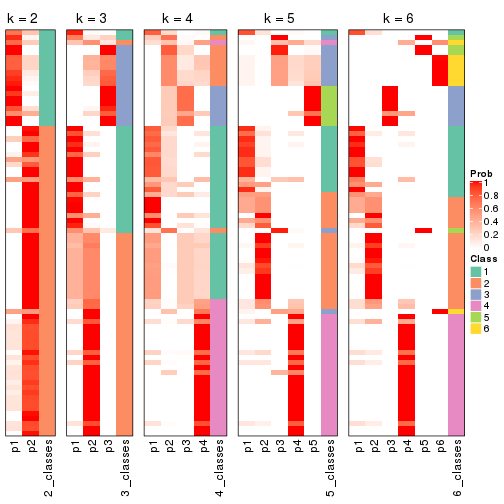 k = 2
k = 3
k = 4
k = 5
k = 6
Prob
1
0.8
0.6
0.4
0.2
0
Class
1
2
3
4
5
6
p1
p2
2_classes
p1
p2
p3
3_classes
p1
p2
p3
p4
4_classes
p1
p2
p3
p4
p5
5_classes
p1
p2
p3
p4
p5
p6
6_classes